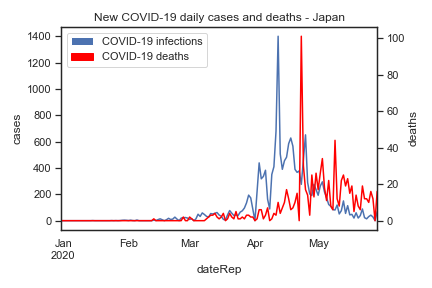 New COVID-19 daily cases and deaths - Japan
COVID-19 infections
COVID-19 deaths
1400
1200
1000
800
600
400
200
0
cases
100
80
60
40
20
0
deaths
Jan Feb Mar Apr May
2020
dateRep